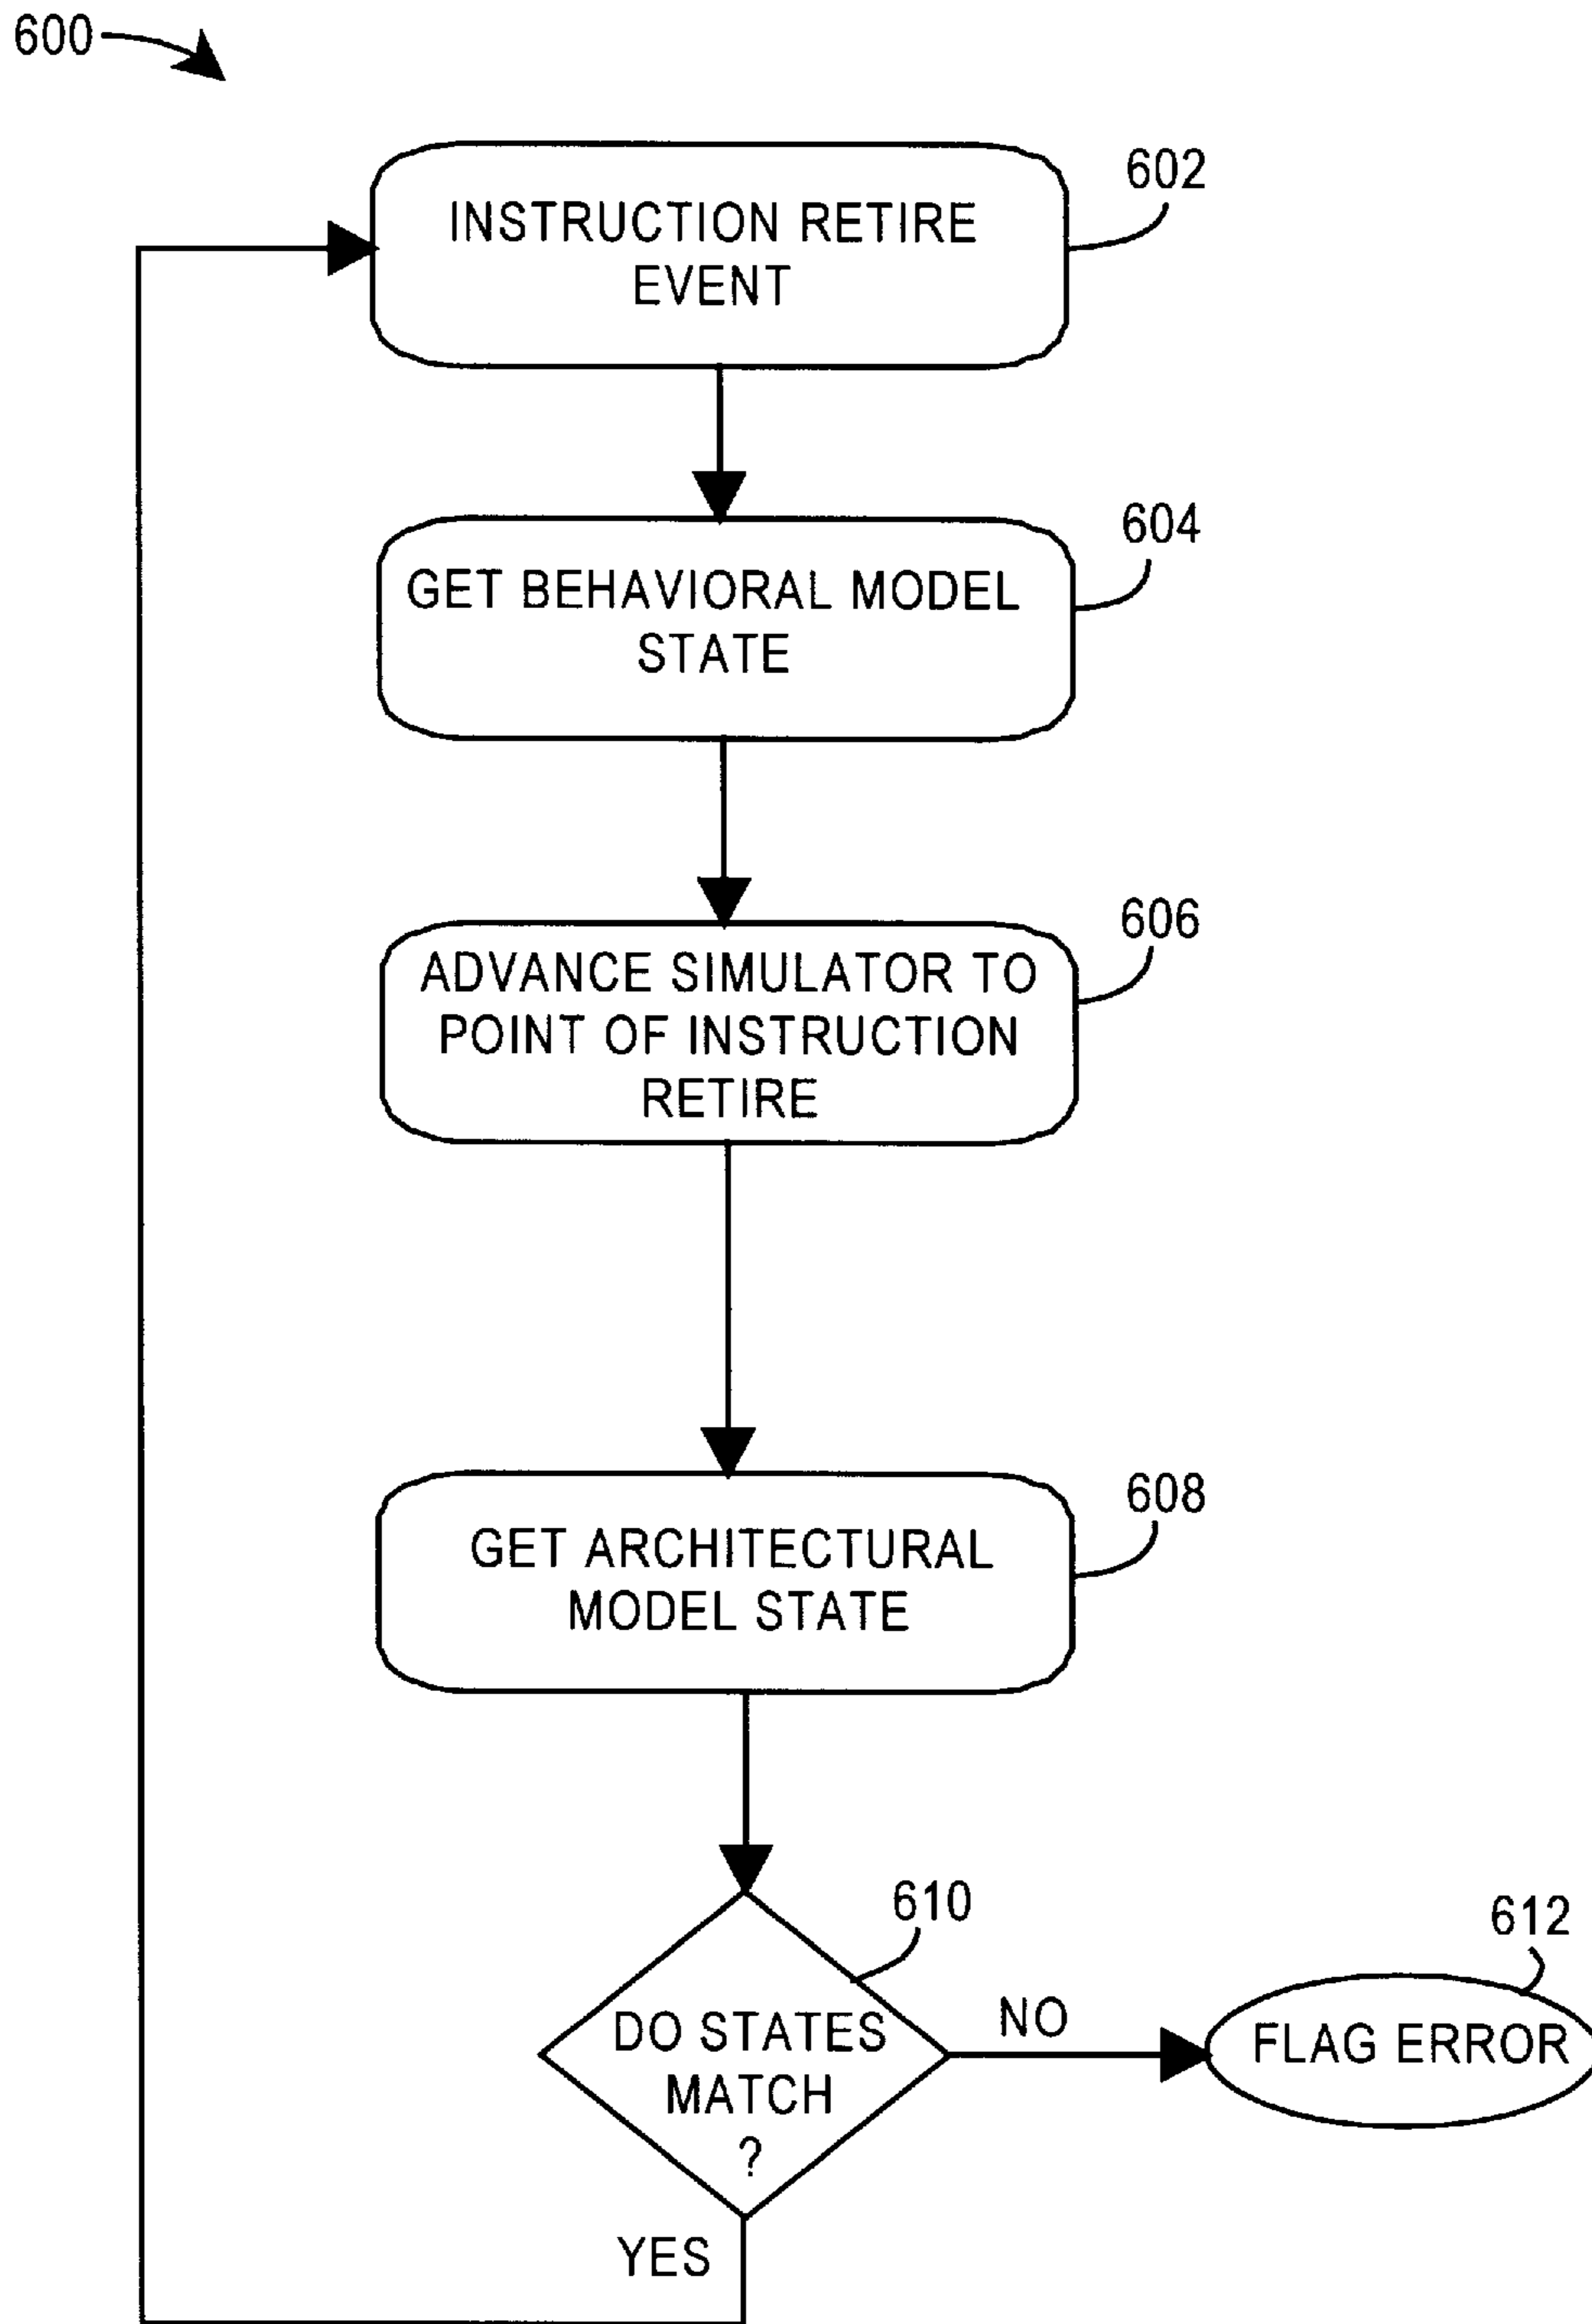 600
602
INSTRUCTION RETIRE
EVENT
604
GET BEHAVIORAL MODEL
STATE
606
ADVANCE SIMULATOR TO
POINT OF INSTRUCTION
RETIRE
608
GET ARCHITECTURAL
MODEL STATE
610
DO STATES
MATCH
?
NO
612
FLAG ERROR
YES